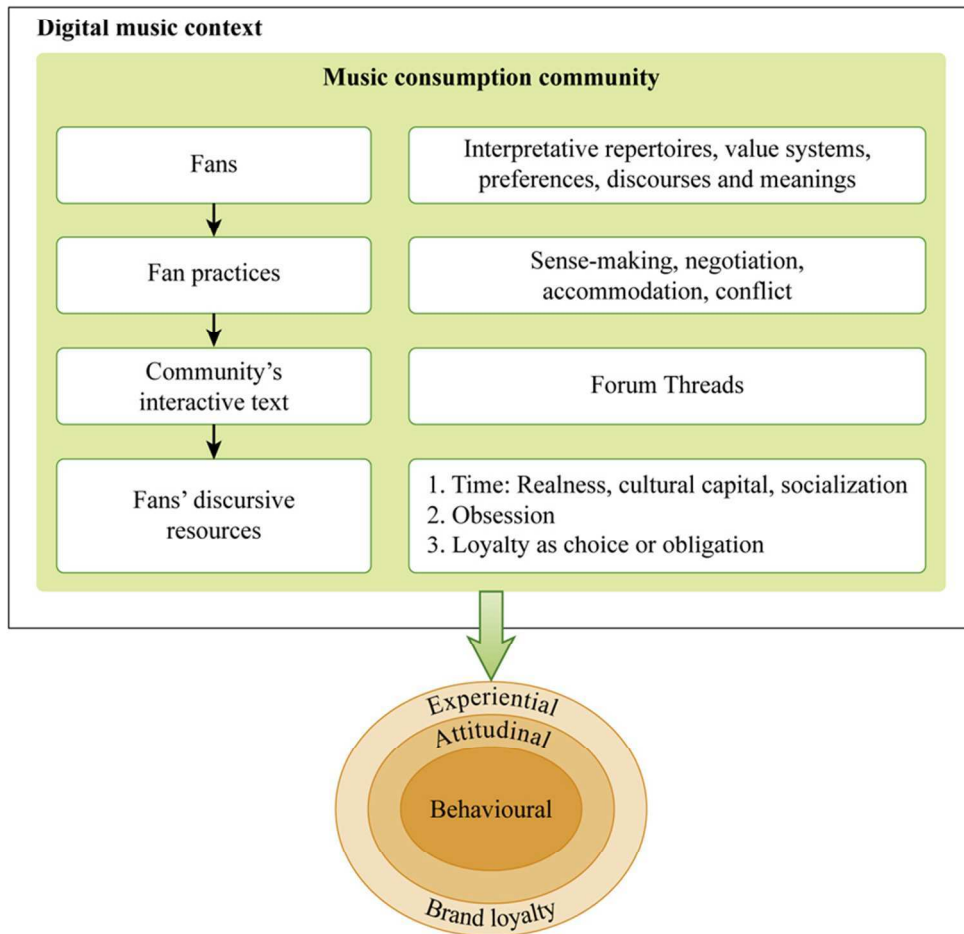 Digital music context
Music consumption community
Fans
Interpretative repertoires, value systems,
preferences, discourses and meanings
Fan practices
Sense-making, negotiation,
accommodation, conflict
Community’s
interactive text
Forum Threads
Fans’ discursive
resources
1. Time: Realness, cultural capital, socialization
2. Obsession
3. Loyalty as choice or obligation
Experiential
Attitudinal
Behavioural
Brand loyalty